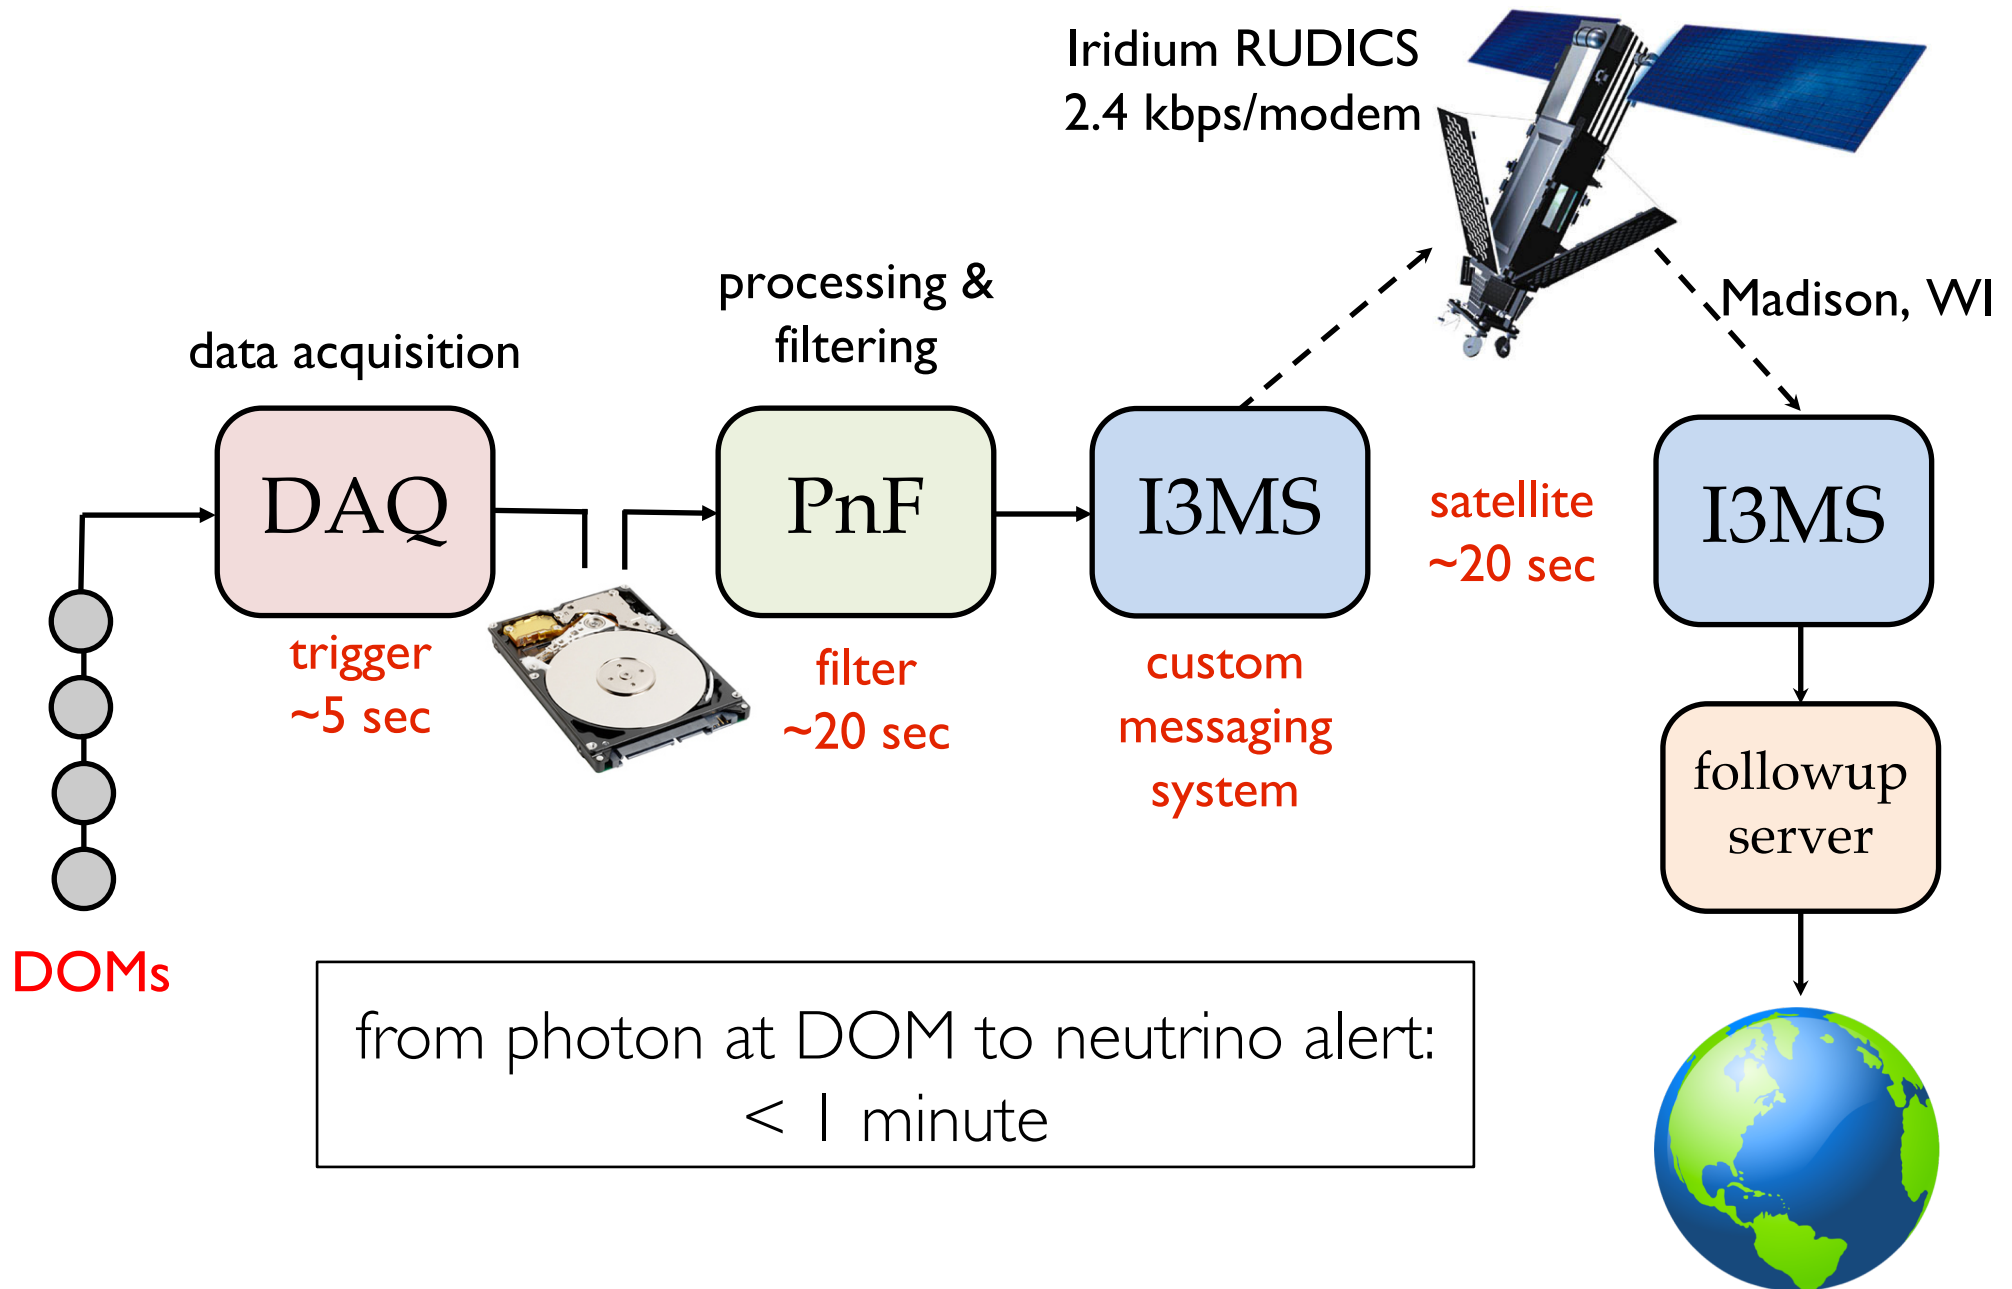 Iridium RUDICS
2.4 kbps/modem
processing &
filtering
data acquisition
Madison, WI
DAQ
PnF
I3MS
satellite
~20 sec
I3MS
trigger
~5 sec
filter
~20 sec
custom
messaging
system
followup
server
DOMs
from photon at DOM to neutrino alert:
< 1 minute